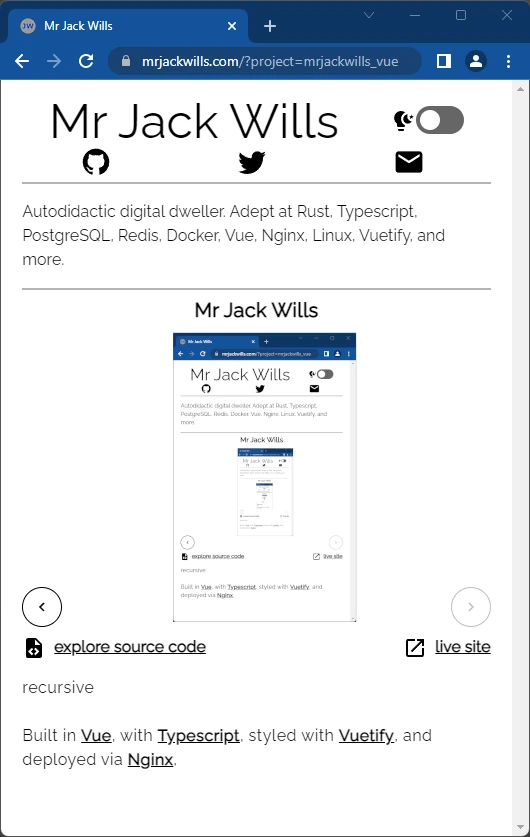 JW Mr Jack Wills
mrjackwills.com/?project=mrjackwills_vue
Mr Jack Wills
Autodidactic digital dweller. Adept at Rust, Typescript,
PostgreSQL, Redis, Docker, Vue, Nginx, Linux, Vuetify, and
more.
Mr Jack Wills
Mr Jack Wills
mrjackwills.com/?project=mrjackwills_vue
Mr Jack Wills
Autodidactic digital dweller. Adept at Rust, Typescript,
PostgreSQL, Redis, Docker, Vue, Nginx, Linux, Vuetify, and
more.
Mr Jack Wills
Mr Jack Wills
explore source code live site
recursive
Built in Vue, with Typescript, styled with Vuetify, and
deployed via Nginx,
explore source code live site
recursive
Built in Vue, with Typescript, styled with Vuetify, and
deployed via Nginx,